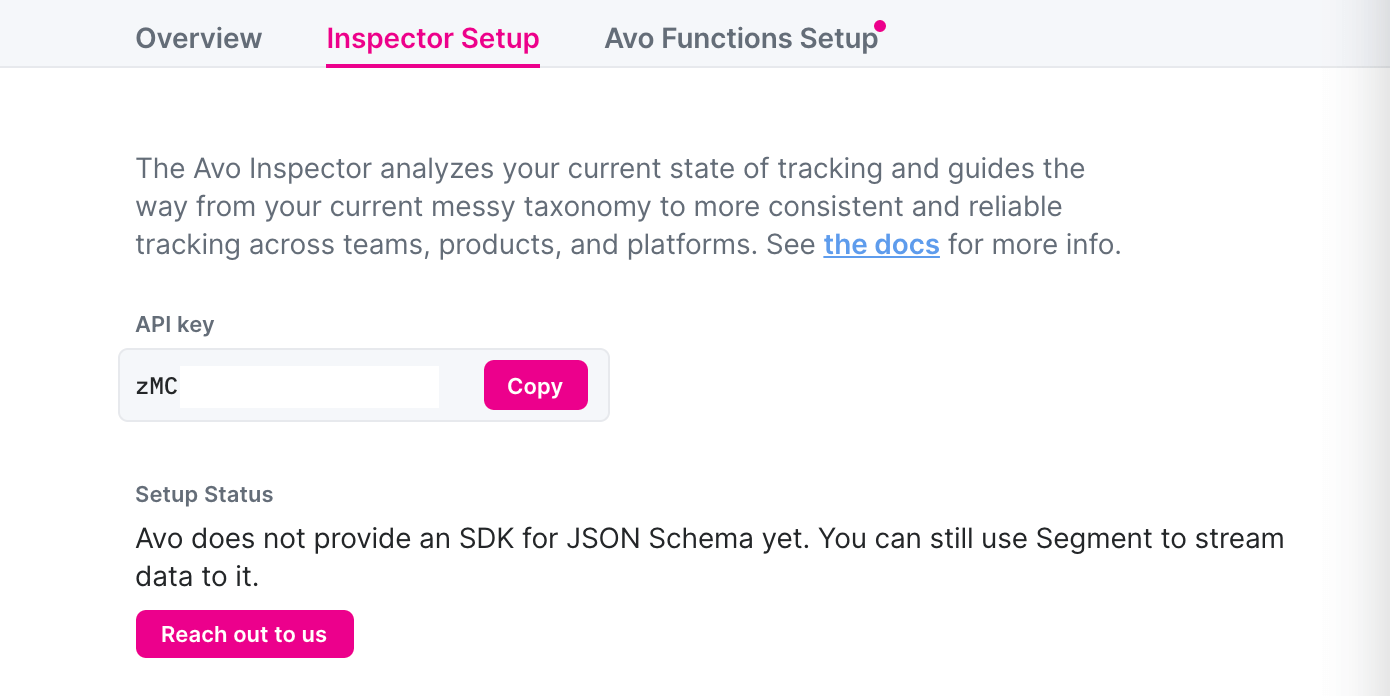 Overview Inspector Setup Avo Functions Setup
The Avo Inspector analyzes your current state of tracking and guides the
way from your current messy taxonomy to more consistent and reliable
tracking across teams, products, and platforms. See the docs for more info.
API key
zMC Copy
Setup Status
Avo does not provide an SDK for JSON Schema yet. You can still use Segment to stream
data to it.
Reach out to us